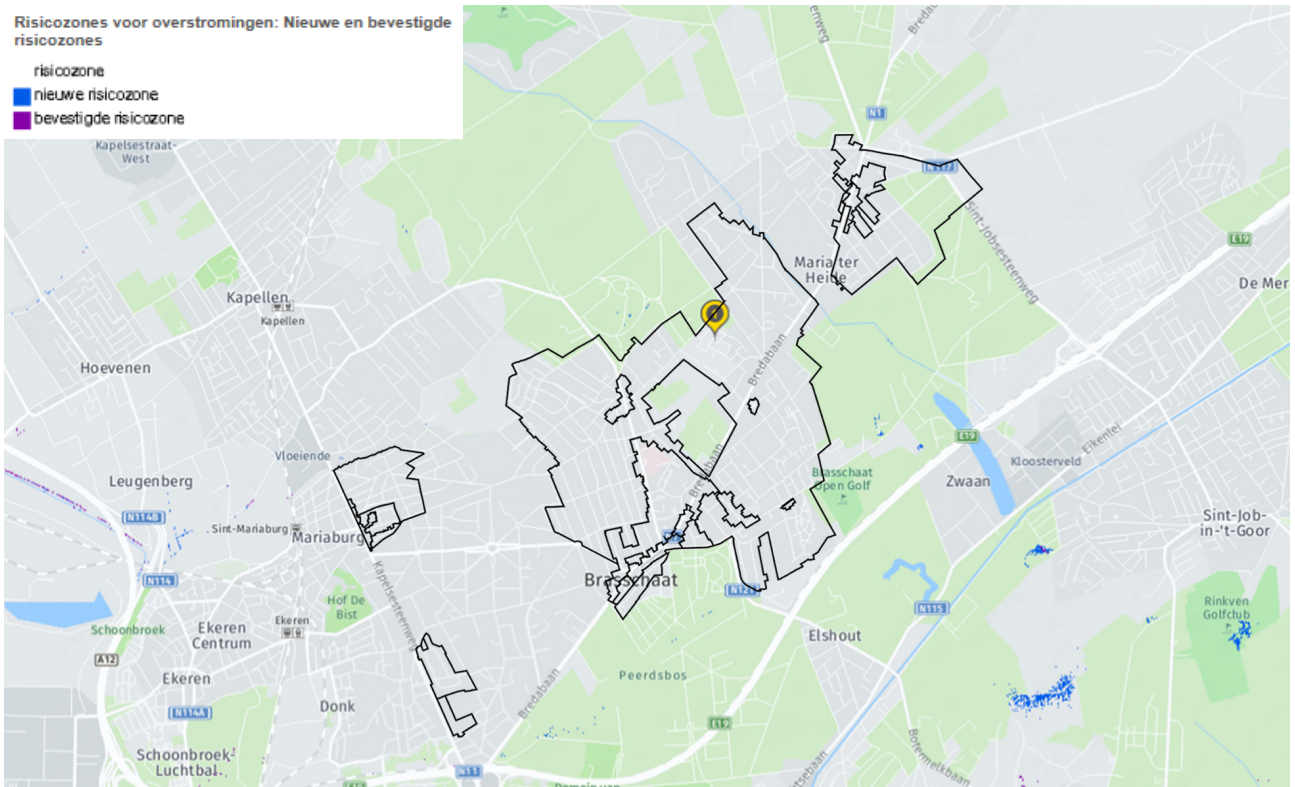 Risicozones voor overstromingen: Nieuwe en bevestigde
risicozones
risicozone
nieuwe risicozone
bevestigde risicozone
Kapelsestraat-
West
N1
Sint-Jobsesteenweg
E19
De Mer
Maria ter
Heide
Kapellen
Kapellen
Hoevenen
Bredabaan
Vloeiende
Leugenberg
N114B
Sint-Mariaburg
Mariaburg
Bredabaan
Brasschaat
Open Golf
E19
Eikenlei
Kloosterveld
Zwaan
Sint-Job-
in-'t-Goor
N114
Kapelsesteenweg
Brasschaat
N121
N115
Hof De
Bist
Rinkven
Golfclub
Schoonbroek
Ekeren
Centrum
Ekeren
A12
Elshout
Ekeren
Peerdsbos
N114A
Donk
Bredabaan
E19
Schoonbroek-
Luchtbal
N11
Botermelkbaan